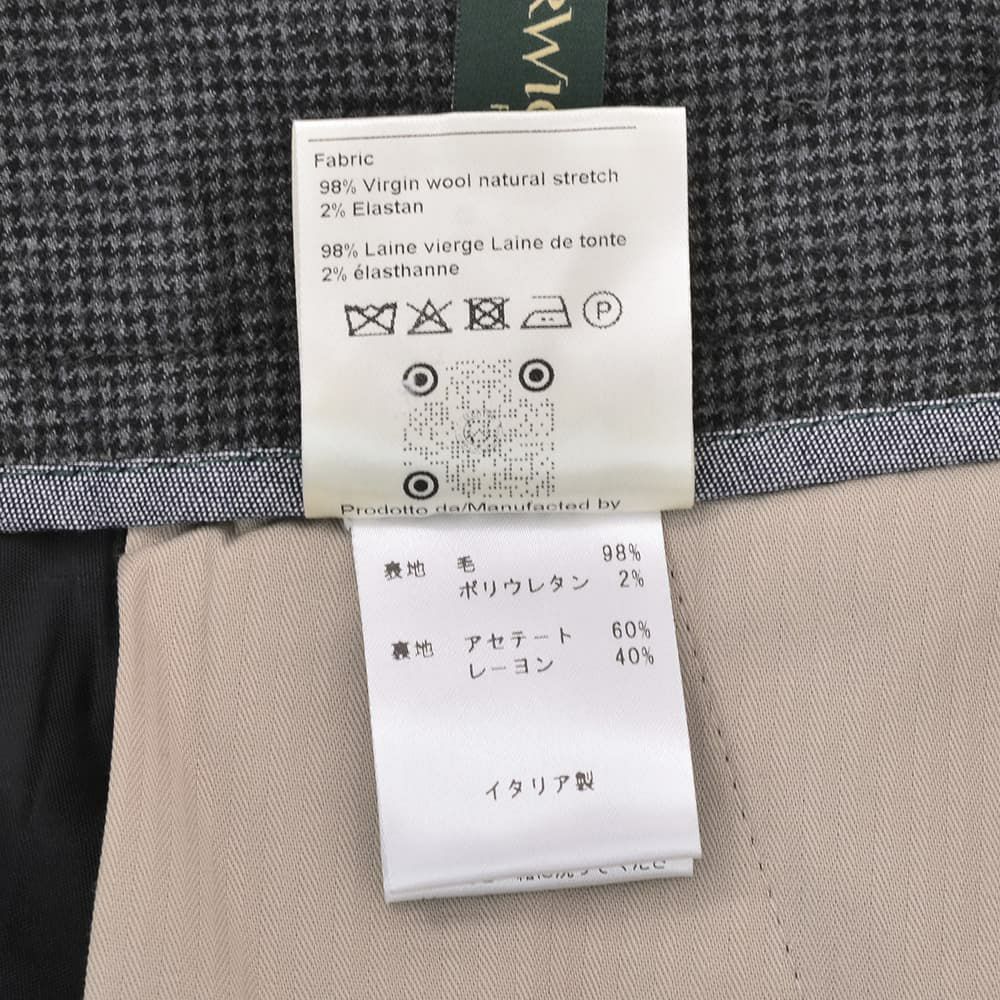 Fabric
98% Virgin wool natural stretch
2% Elastan
98% Laine vierge Laine de tonte
2% élasthanne
P
Prodotto da/Manufacted by
表地 毛 98%
ポリウレタン 2%
裏地 アセテート 60%
レーヨン 40%
イタリア製